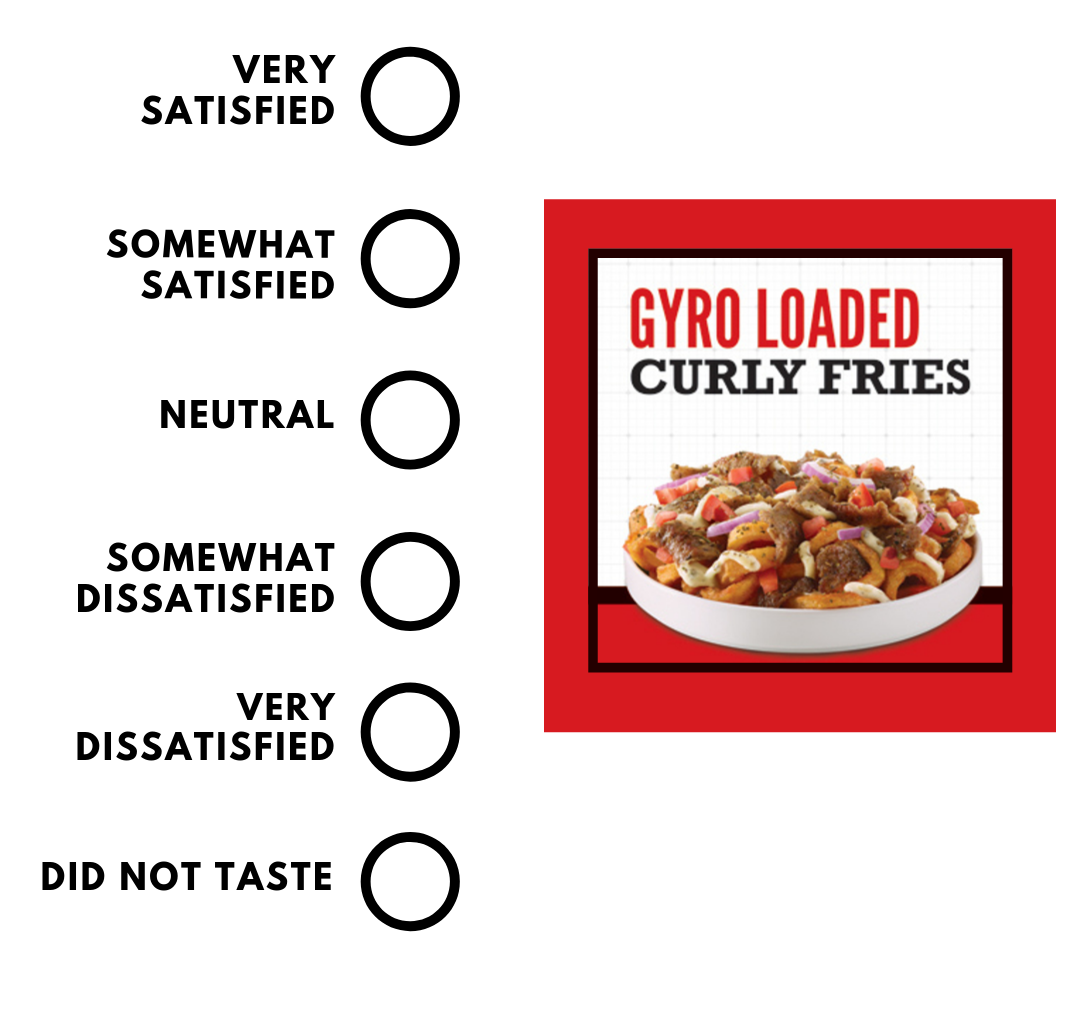 VERY
SATISFIED
SOMEWHAT
SATISFIED
NEUTRAL
SOMEWHAT
DISSATISFIED
VERY
DISSATISFIED
DID NOT TASTE
GYRO LOADED
CURLY FRIES